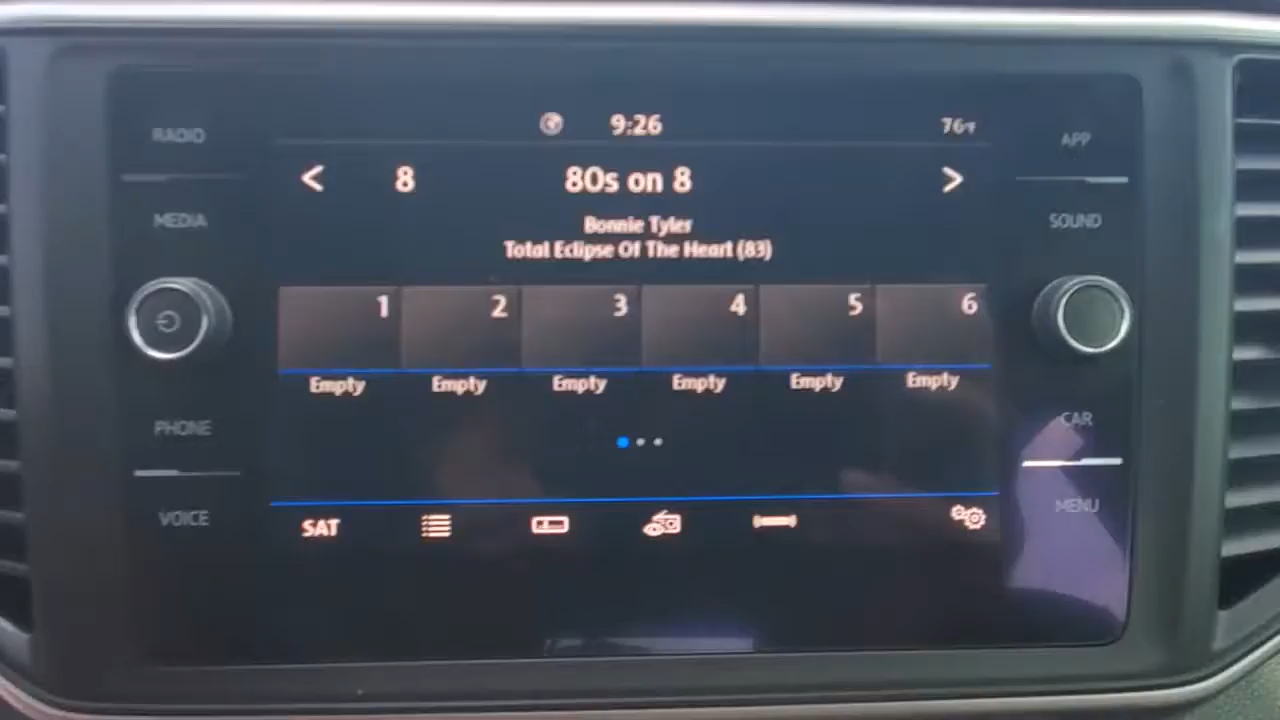 RADIO
9:26
76°F
APP
< 8 80s on 8 >
MEDIA
Bonnie Tyler
SOUND
Total Eclipse Of The Heart (83)
1 2 3 4 5 6
Empty Empty Empty Empty Empty Empty
PHONE
CAR
VOICE
SAT
MENU